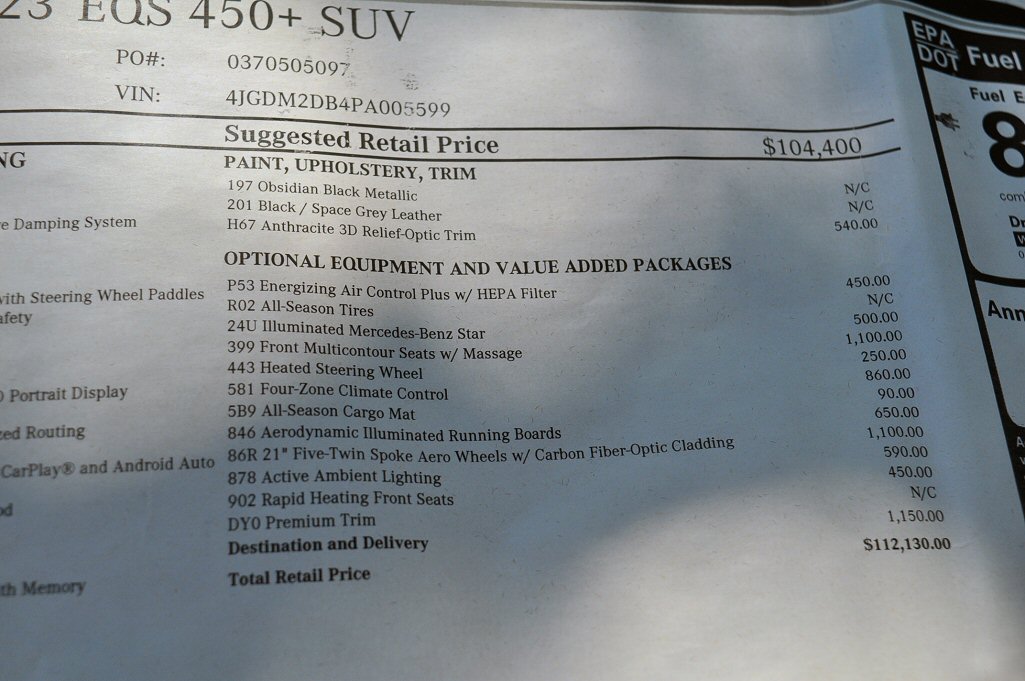 23 EQS 450+ SUV
PO#: 0370505097
VIN: 4JGDM2DB4PA005599
Suggested Retail Price $104,400
NG PAINT, UPHOLSTERY, TRIM
197 Obsidian Black Metallic N/C
201 Black / Space Grey Leather N/C
e Damping System H67 Anthracite 3D Relief-Optic Trim 540.00
OPTIONAL EQUIPMENT AND VALUE ADDED PACKAGES
with Steering Wheel Paddles P53 Energizing Air Control Plus w/ HEPA Filter 450.00
afety R02 All-Season Tires N/C
24U Illuminated Mercedes-Benz Star 500.00
399 Front Multicontour Seats w/ Massage 1,100.00
443 Heated Steering Wheel 250.00
Portrait Display 581 Four-Zone Climate Control 860.00
5B9 All-Season Cargo Mat 90.00
zed Routing 846 Aerodynamic Illuminated Running Boards 650.00
CarPlay® and Android Auto 86R 21" Five-Twin Spoke Aero Wheels w/ Carbon Fiber-Optic Cladding 1,100.00
878 Active Ambient Lighting 590.00
od 902 Rapid Heating Front Seats 450.00
DY0 Premium Trim N/C
Destination and Delivery 1,150.00
th Memory Total Retail Price $112,130.00
EPA
DOT Fuel
Fuel E
8
com
Dr
Ann